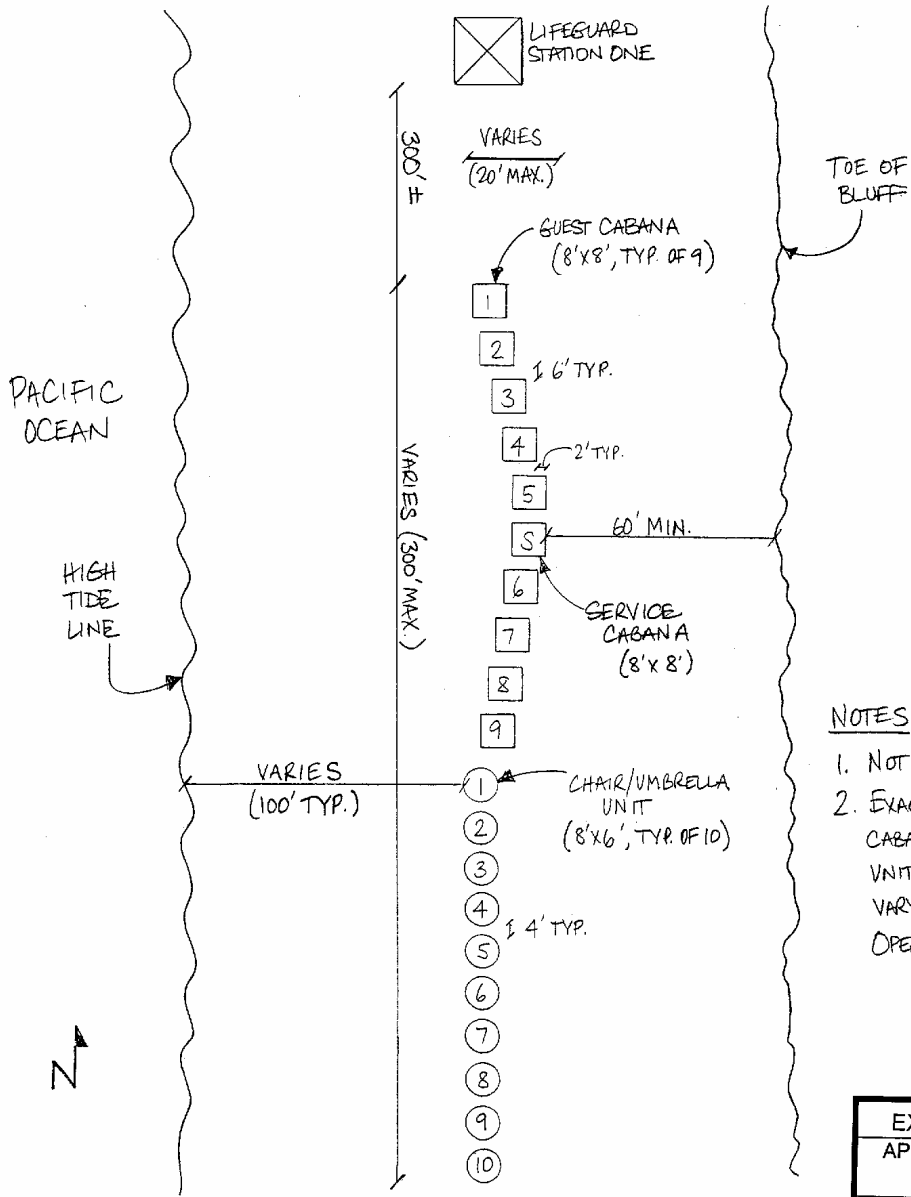 LIFEGUARD
STATION ONE
300' ±
VARIES
(20' MAX.)
TOE OF
BLUFF
GUEST CABANA
(8'X8', TYP. OF 9)
1
2
6' TYP.
3
PACIFIC
OCEAN
4
2' TYP.
5
VARIES (300' MAX.)
S
60' MIN.
HIGH
TIDE
LINE
6
SERVICE
CABANA
(8' X 8')
7
8
9
NOTES
1. NOT
2. EXA
CABA
UNIT
VARY
OPE
VARIES
(100' TYP.)
1
CHAIR/UMBRELLA
UNIT
(8'X6', TYP. OF 10)
2
3
4
4' TYP.
5
6
7
8
9
10
N
EX
AP